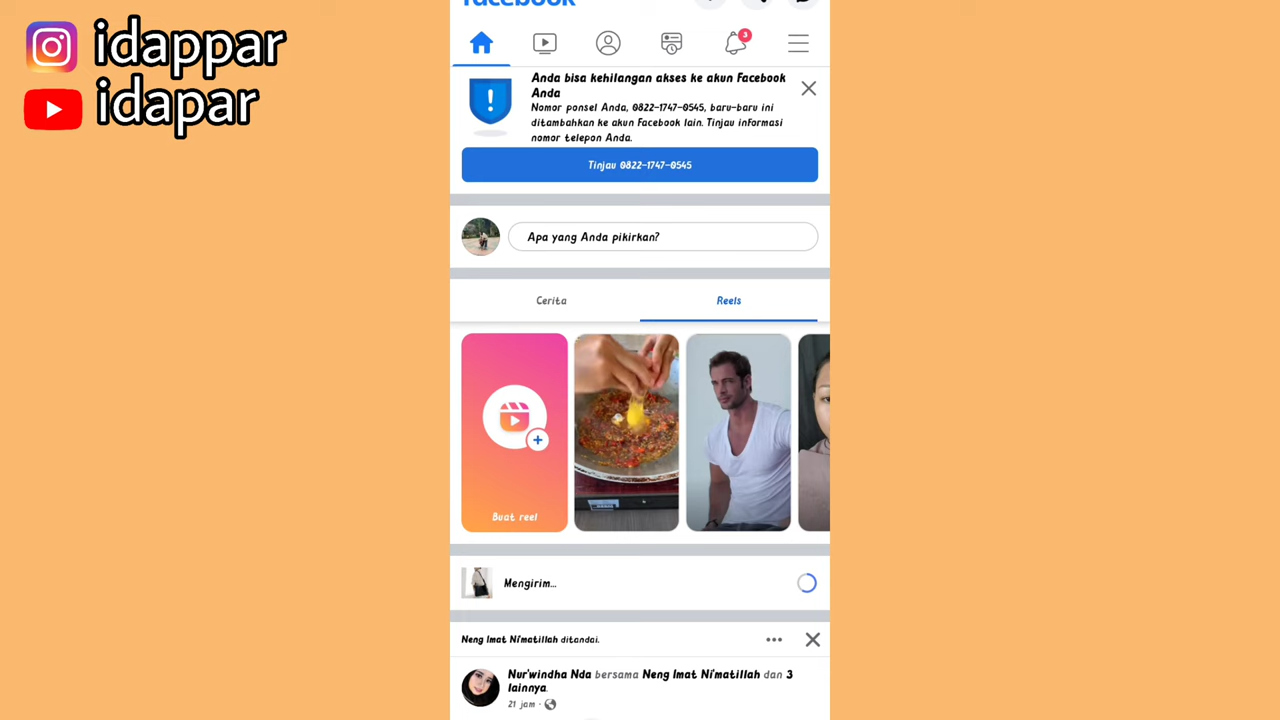 idappar
idapar
facebook
3
Anda bisa kehilangan akses ke akun Facebook
Anda
Nomor ponsel Anda, 0822-1747-0545, baru-baru ini
ditambahkan ke akun Facebook lain. Tinjau informasi
nomor telepon Anda.
Tinjau 0822-1747-0545
Apa yang Anda pikirkan?
Cerita
Reels
Buat reel
Mengirim...
Neng Imat Ni'matillah ditandai.
Nur'windha Nda bersama Neng Imat Ni'matillah dan 3
lainnya.
21 jam ·